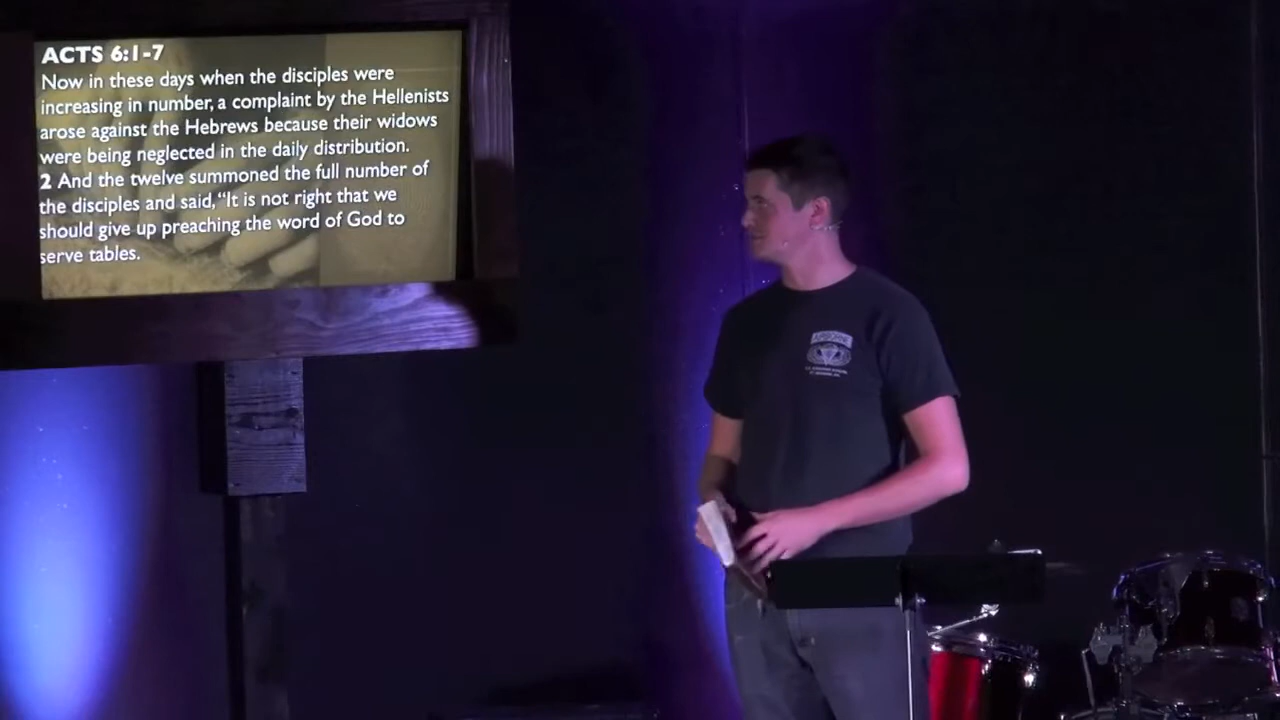 ACTS 6:1-7
Now in these days when the disciples were
increasing in number, a complaint by the Hellenists
arose against the Hebrews because their widows
were being neglected in the daily distribution.
2 And the twelve summoned the full number of
the disciples and said, “It is not right that we
should give up preaching the word of God to
serve tables.
AIRBORNE